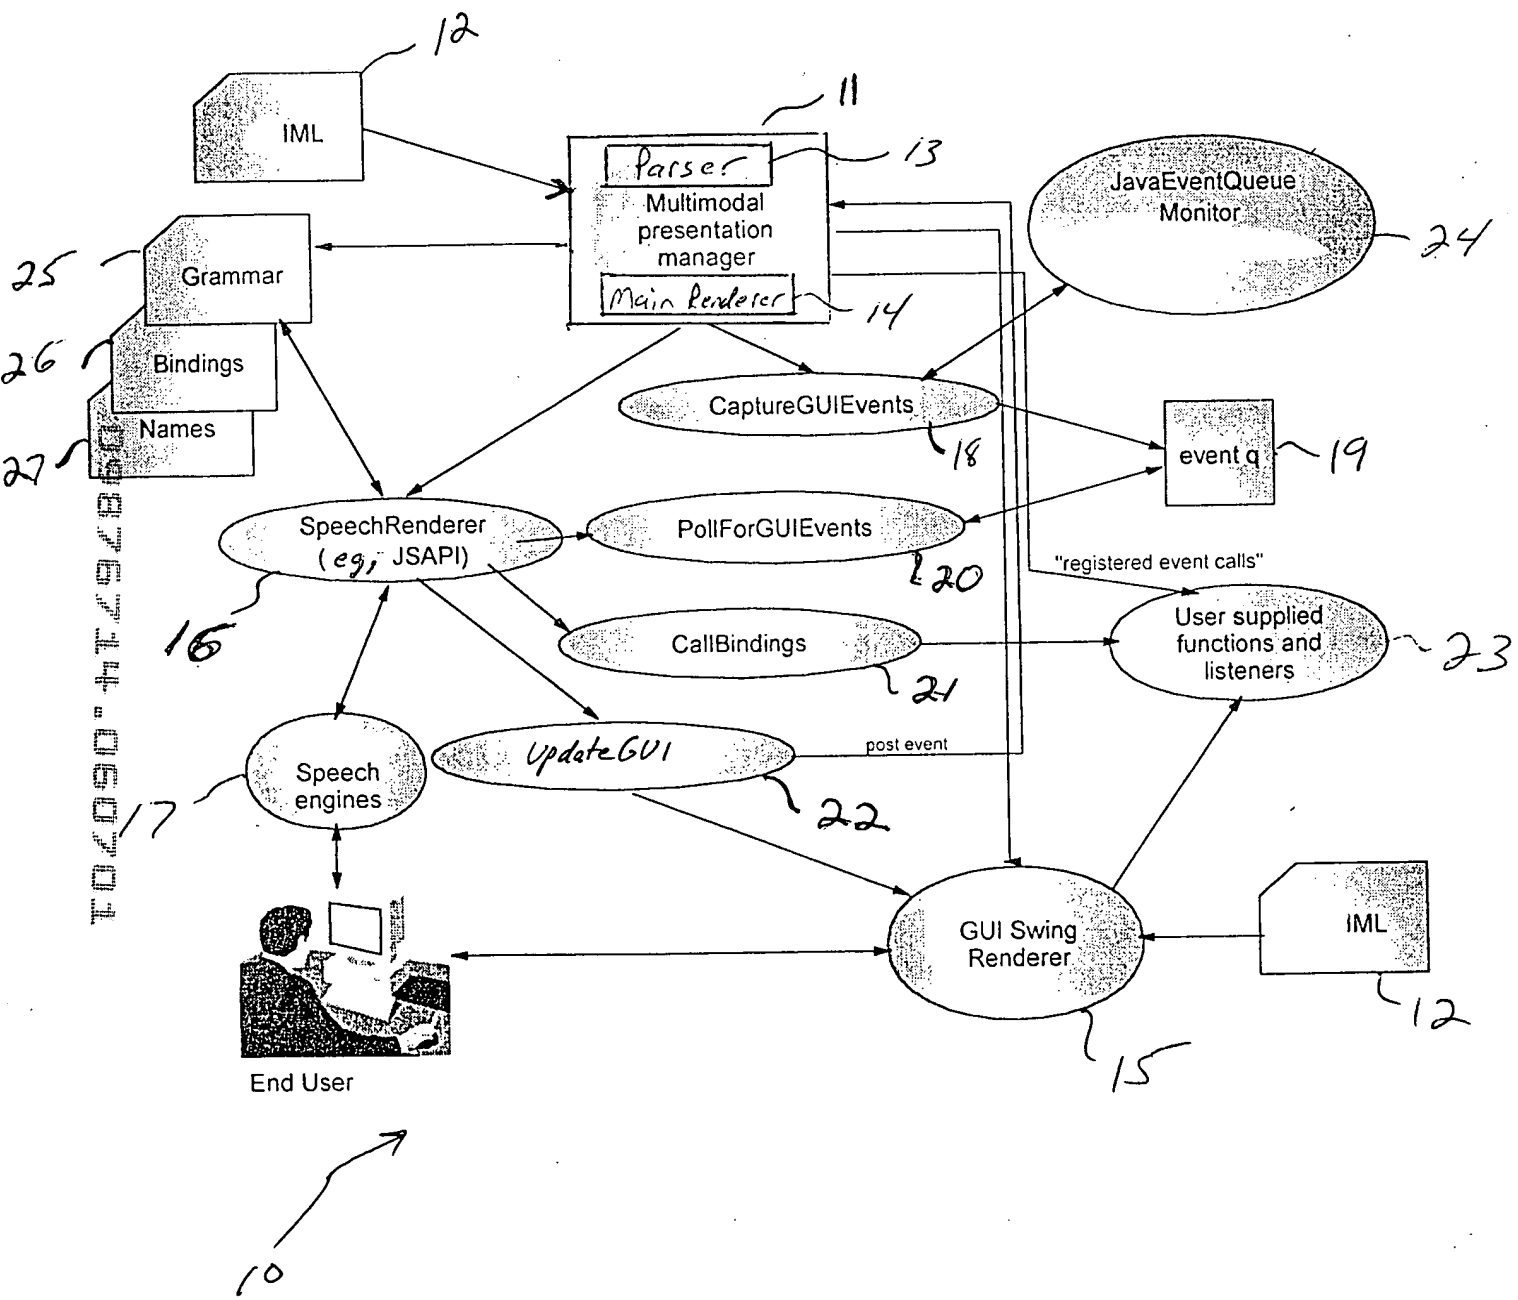 12
IML
11
Parser
13
Multimodal
presentation
manager
Main Renderer
14
JavaEventQueue
Monitor
24
25
Grammar
26
Bindings
27
Names
CaptureGUIEvents
18
event q
19
SpeechRenderer
(eg, JSAPI)
16
PollForGUIEvents
20
"registered event calls"
CallBindings
21
User supplied
functions and
listeners
23
Speech
engines
17
UpdateGUI
22
post event
GUI Swing
Renderer
15
IML
12
End User
10
09876714.060701